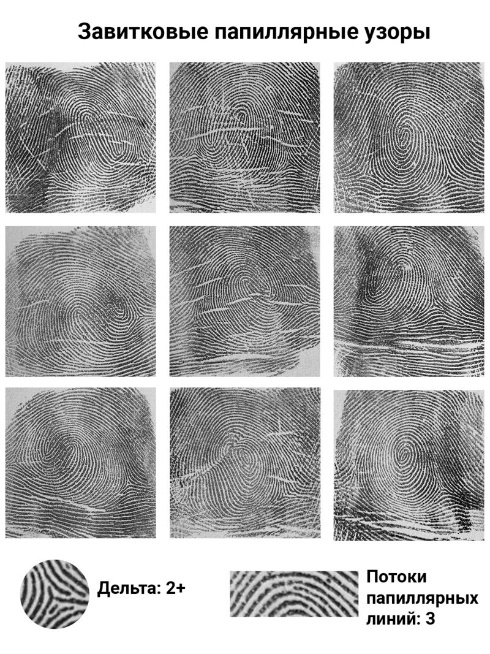 Завитковые папиллярные узоры
Дельта: 2+
Потоки
папиллярных
линий: 3